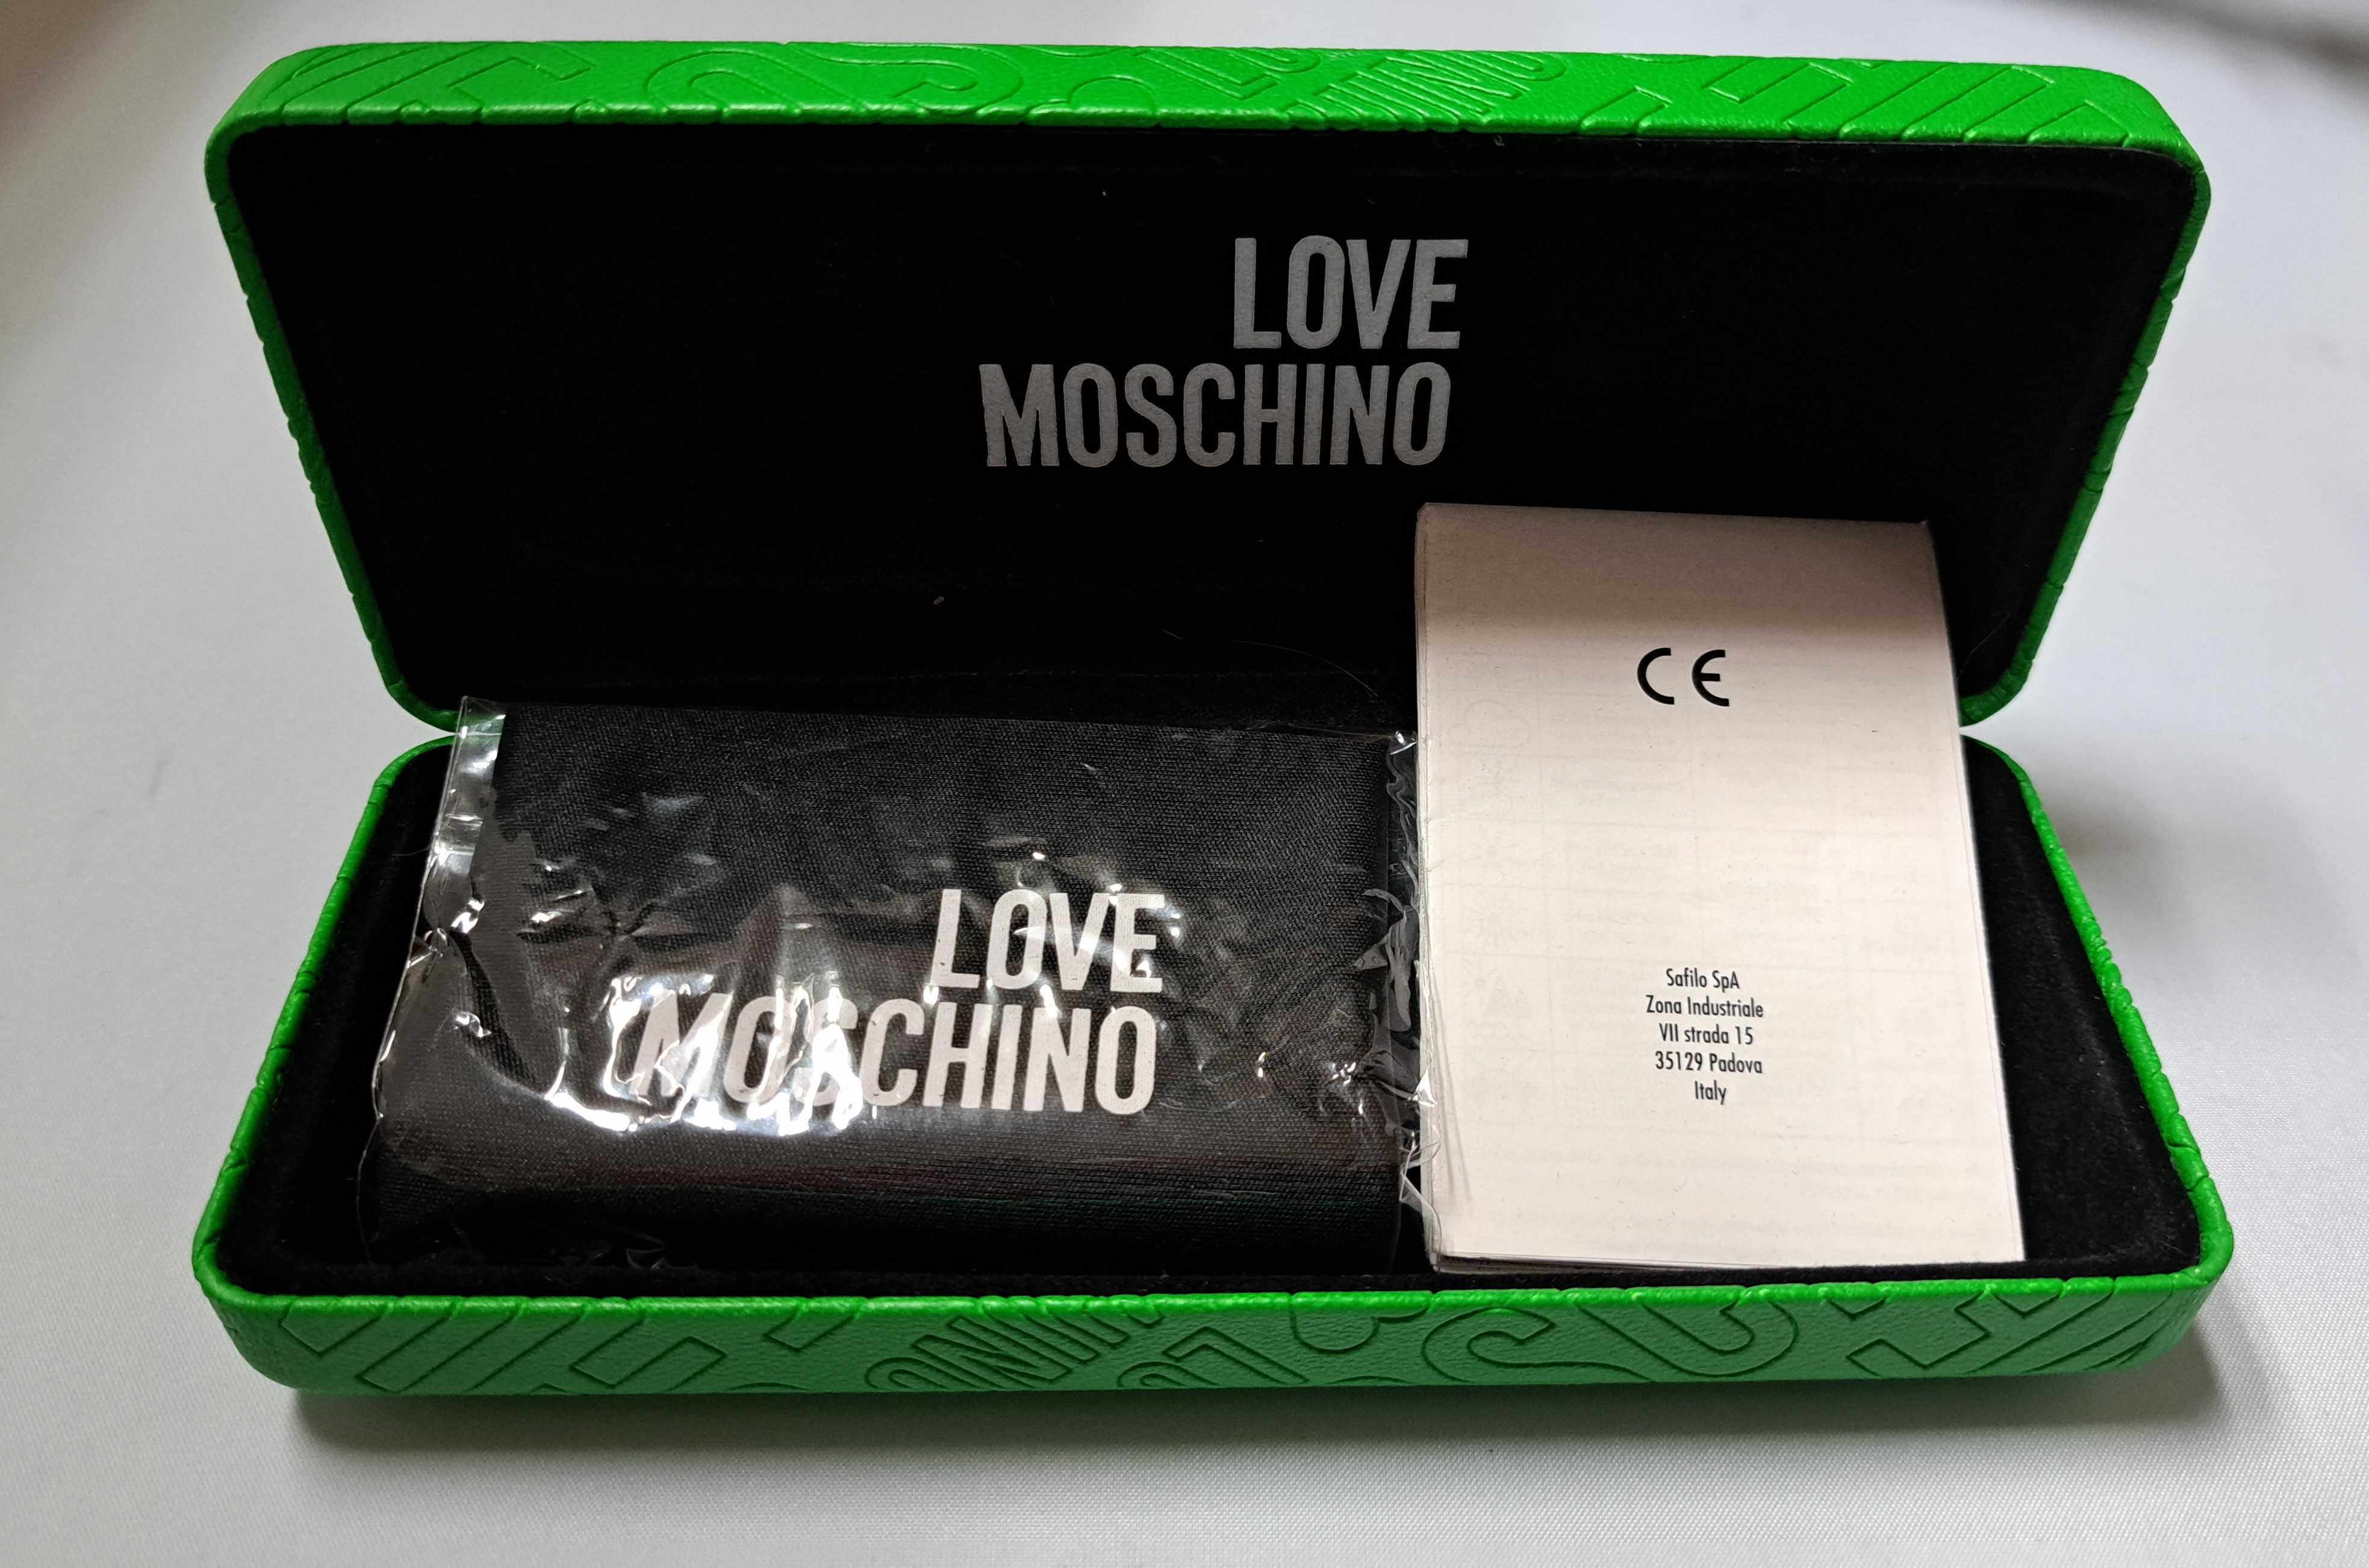 LOVE
MOSCHINO
CE
LOVE
MOSCHINO
Safilo SpA
Zona Industriale
VII strada 15
35129 Padova
Italy